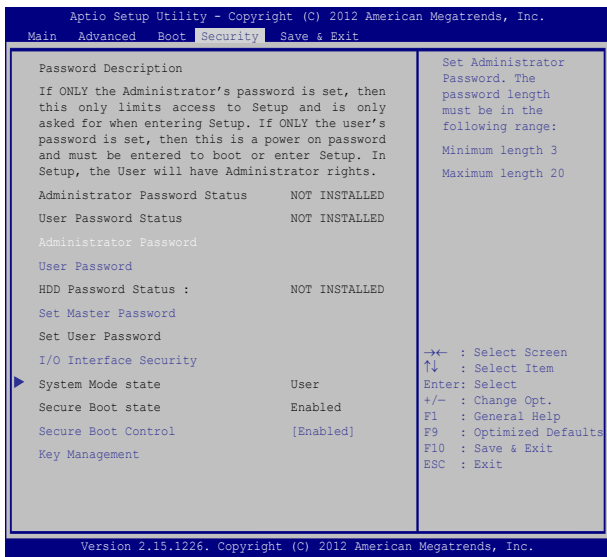 Aptio Setup Utility - Copyright (C) 2012 American Megatrends, Inc.
Main Advanced Boot Security Save & Exit
Password Description
If ONLY the Administrator's password is set, then
this only limits access to Setup and is only
asked for when entering Setup. If ONLY the user's
password is set, then this is a power on password
and must be entered to boot or enter Setup. In
Setup, the User will have Administrator rights.
Administrator Password Status NOT INSTALLED
User Password Status NOT INSTALLED
Administrator Password
User Password
HDD Password Status : NOT INSTALLED
Set Master Password
Set User Password
I/O Interface Security
System Mode state User
Secure Boot state Enabled
Secure Boot Control [Enabled]
Key Management
Set Administrator
Password. The
password length
must be in the
following range:
Minimum length 3
Maximum length 20
→← : Select Screen
↑↓ : Select Item
Enter: Select
+/— : Change Opt.
F1 : General Help
F9 : Optimized Defaults
F10 : Save & Exit
ESC : Exit
Version 2.15.1226. Copyright (C) 2012 American Megatrends, Inc.